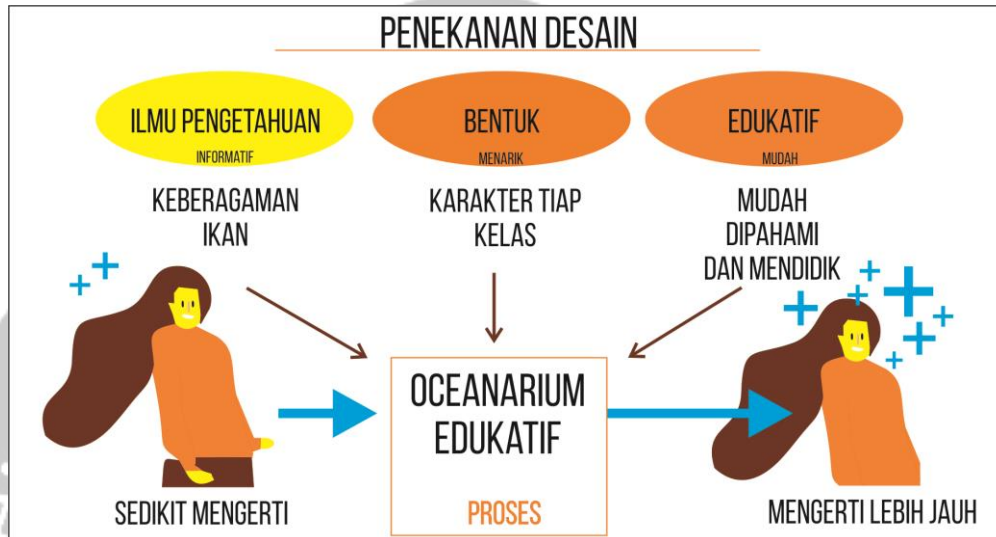 PENEKANAN DESAIN
ILMU PENGETAHUAN
INFORMATIF
BENTUK
MENARIK
EDUKATIF
MUDAH
KEBERAGAMAN
IKAN
KARAKTER TIAP
KELAS
MUDAH
DIPAHAMI
DAN MENDIDIK
OCEANARIUM
EDUKATIF
PROSES
SEDIKIT MENGERTI
MENGERTI LEBIH JAUH